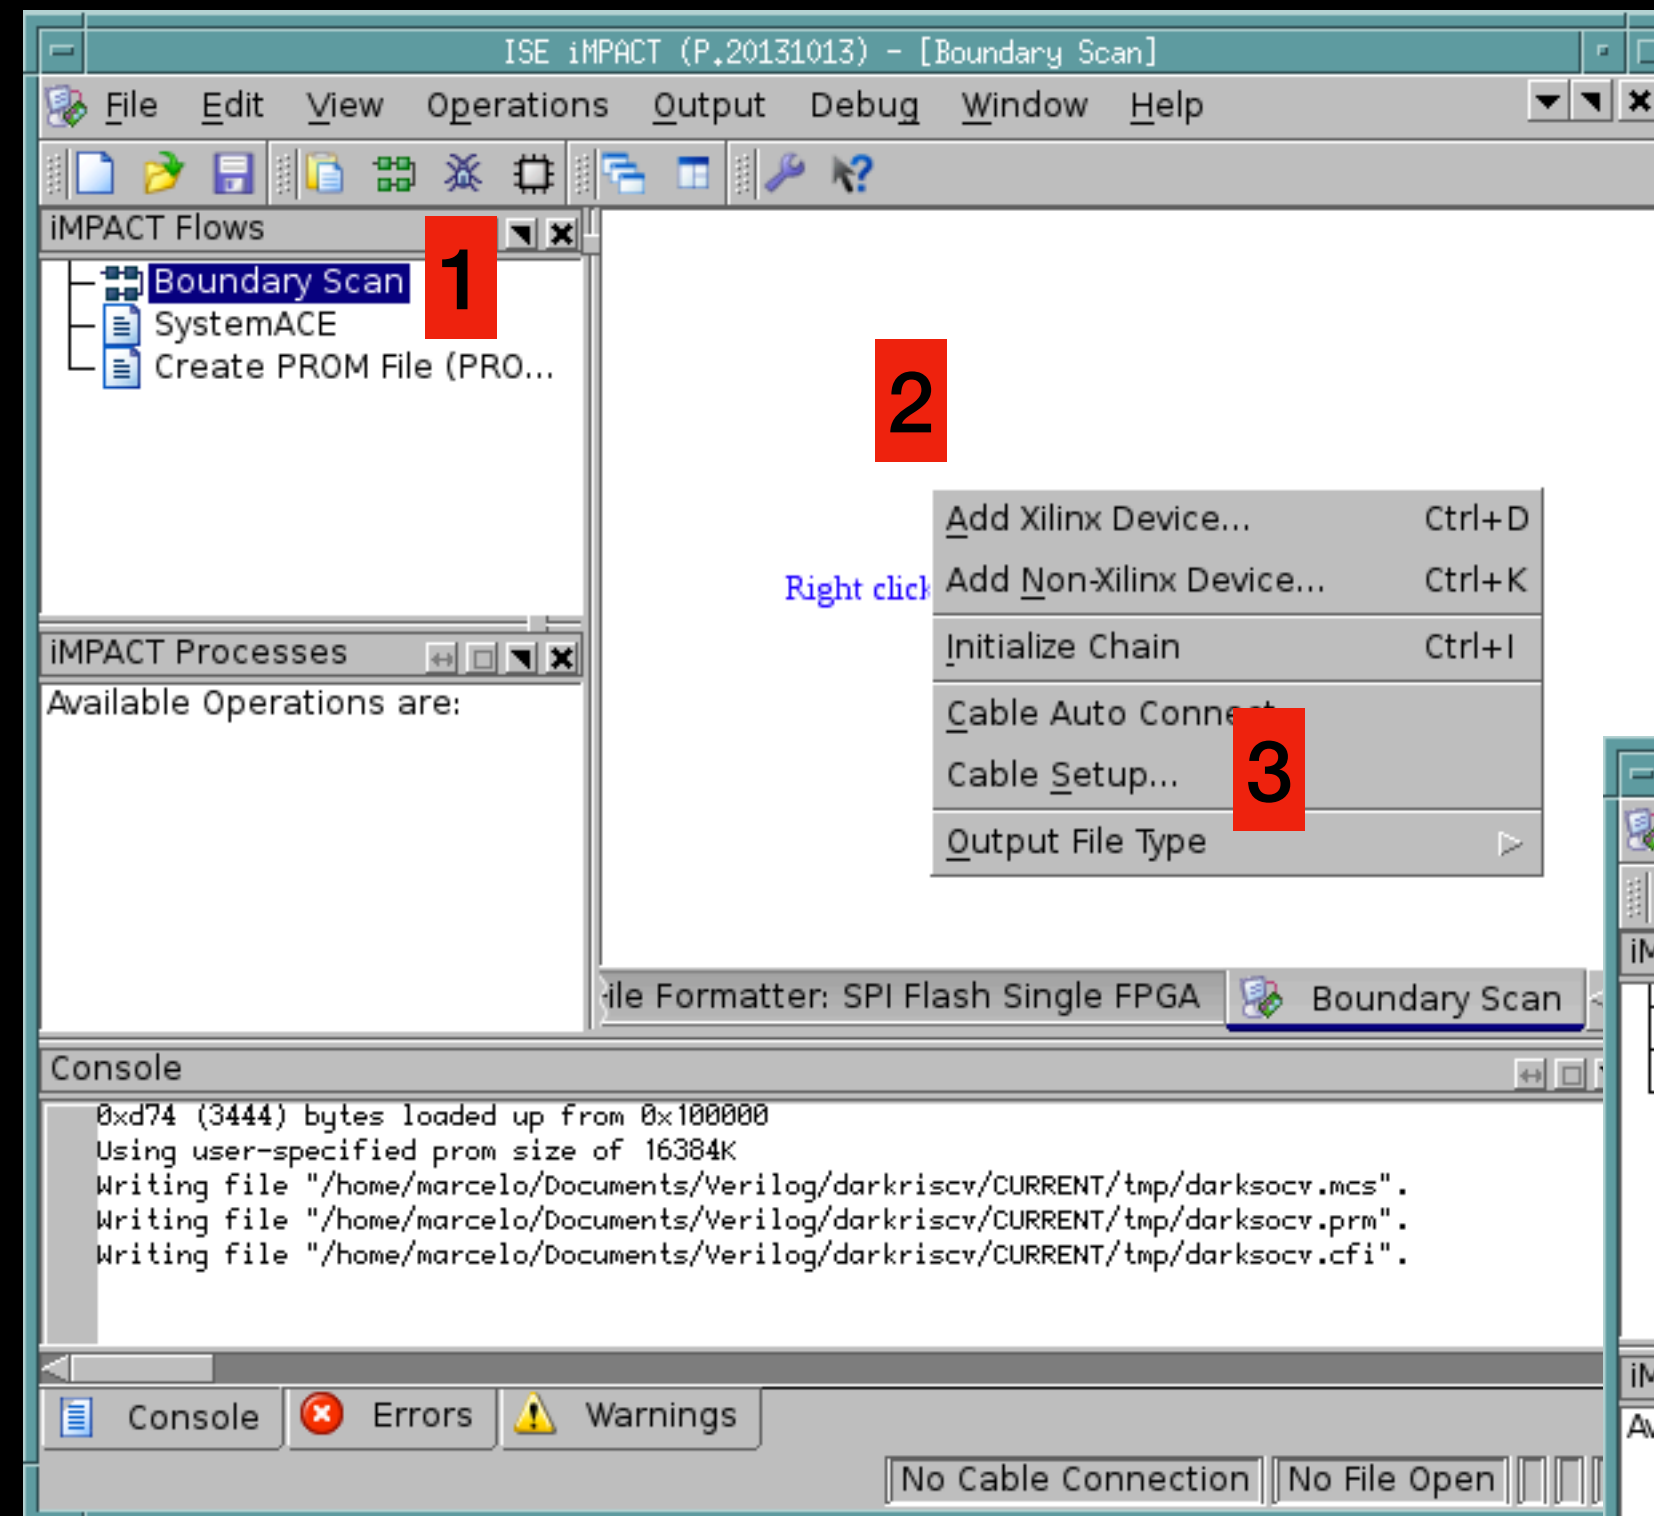 ISE iMPACT (P.20131013) - [Boundary Scan]
File Edit View Operations Output Debug Window Help
iMPACT Flows
1
Boundary Scan
SystemACE
Create PROM File (PRO...
2
Add Xilinx Device... Ctrl+D
Right click
Add Non-Xilinx Device... Ctrl+K
Initialize Chain Ctrl+I
iMPACT Processes
Available Operations are:
Cable Auto Connect
Cable Setup...
3
Output File Type
ile Formatter: SPI Flash Single FPGA
Boundary Scan
Console
0xd74 (3444) bytes loaded up from 0x100000
Using user-specified prom size of 16384K
Writing file "/home/marcelo/Documents/Verilog/darkriscv/CURRENT/tmp/darksocv.mcs".
Writing file "/home/marcelo/Documents/Verilog/darkriscv/CURRENT/tmp/darksocv.prm".
Writing file "/home/marcelo/Documents/Verilog/darkriscv/CURRENT/tmp/darksocv.cfi".
Console Errors Warnings
No Cable Connection No File Open